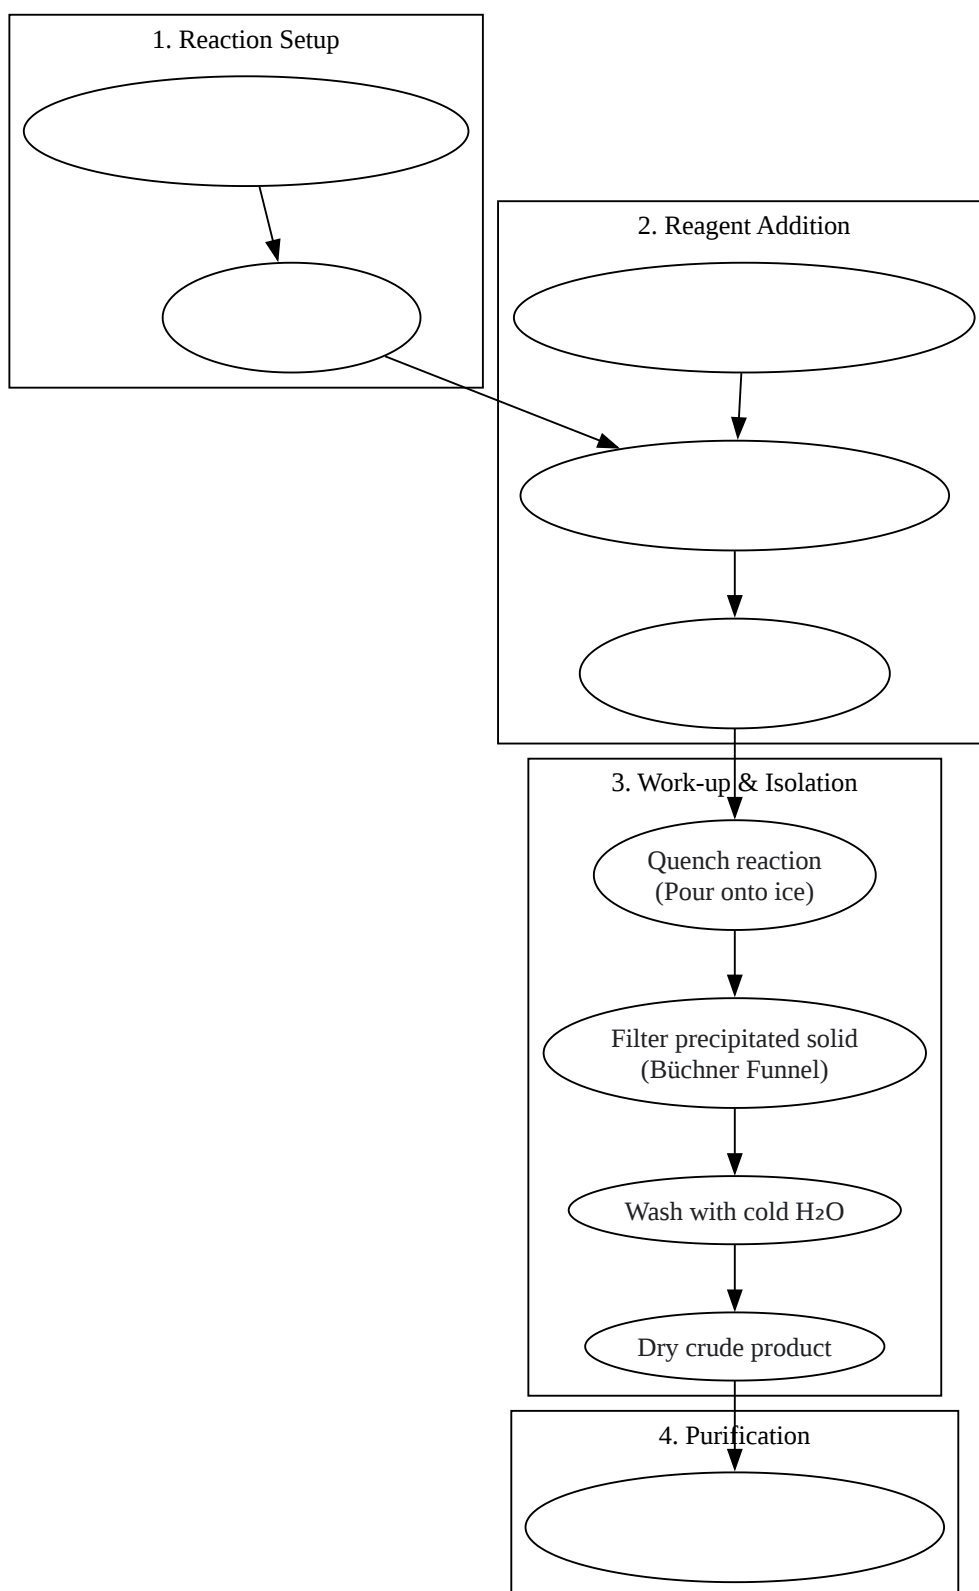 1. Reaction Setup
2. Reagent Addition
3. Work-up & Isolation
Quench reaction
(Pour onto ice)
Filter precipitated solid
(Büchner Funnel)
Wash with cold H₂O
Dry crude product
4. Purification